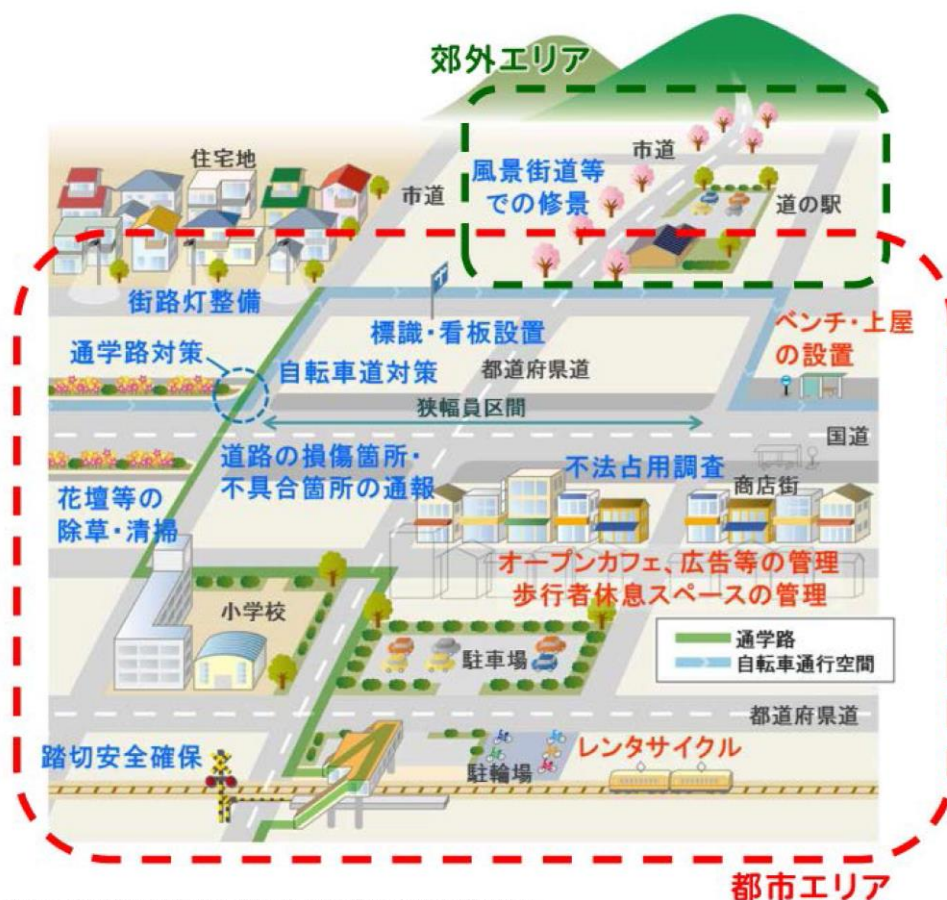 郊外エリア
住宅地
市道
市道
風景街道等
での修景
道の駅
街路灯整備
標識・看板設置
ベンチ・上屋
の設置
通学路対策
自転車道対策
都道府県道
狭幅員区間
国道
道路の損傷箇所・
不具合箇所の通報
不法占用調査
商店街
花壇等の
除草・清掃
オープンカフェ、広告等の管理
歩行者休息スペースの管理
小学校
通学路
自転車通行空間
駐車場
都道府県道
踏切安全確保
駐輪場
レンタサイクル
都市エリア